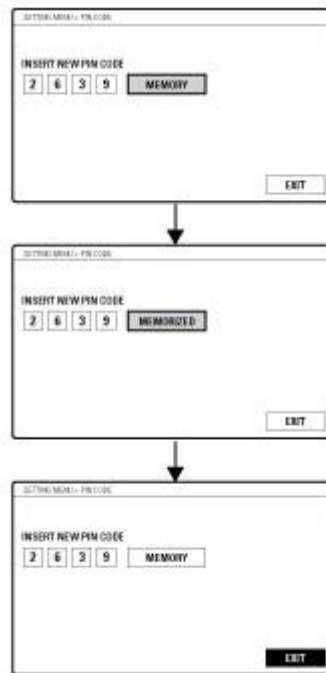 SETTING MENU > PIN CODE
INSERT NEW PIN CODE
2 6 3 9 MEMORY
EXIT
SETTING MENU > PIN CODE
INSERT NEW PIN CODE
2 6 3 9 MEMORIZED
EXIT
SETTING MENU > PIN CODE
INSERT NEW PIN CODE
2 6 3 9 MEMORY
EXIT